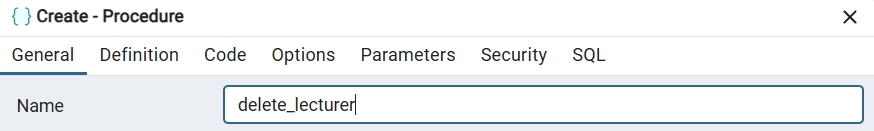 Create - Procedure
General Definition Code Options Parameters Security SQL
Name delete_lecturer